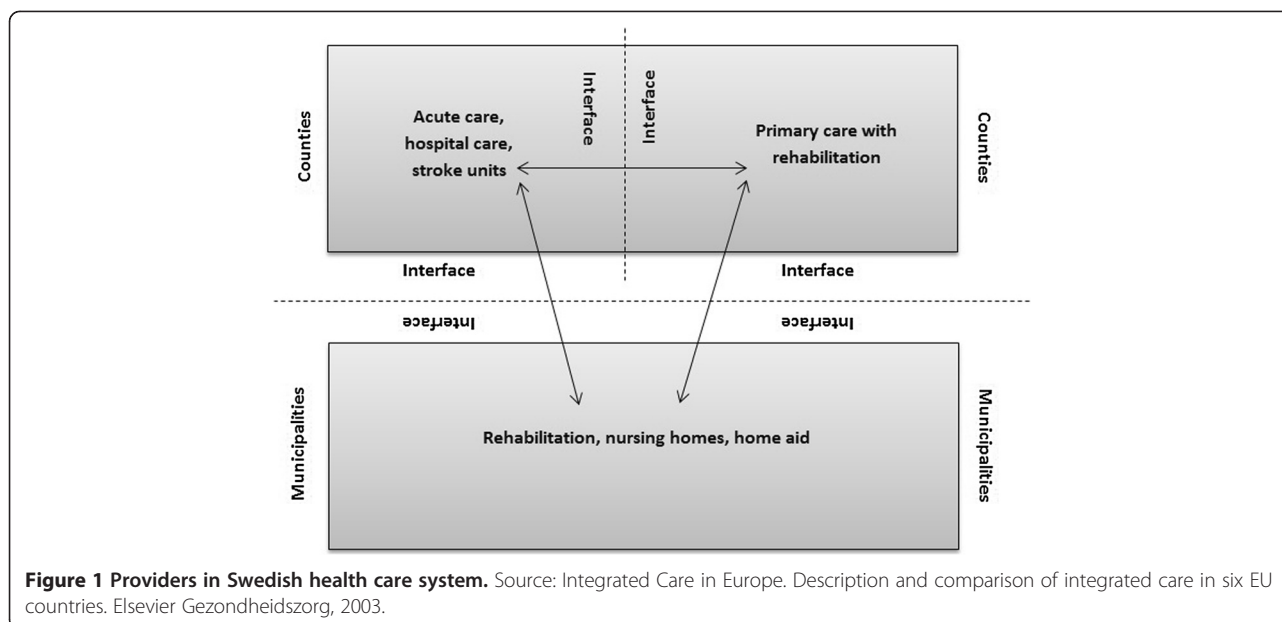 Interface
Interface
Counties
Acute care,
hospital care,
stroke units
Primary care with
rehabilitation
Counties
Interface
Interface
Interface
Interface
Municipalities
Rehabilitation, nursing homes, home aid
Municipalities
Figure 1 Providers in Swedish health care system. Source: Integrated Care in Europe. Description and comparison of integrated care in six EU
countries. Elsevier Gezondheidszorg, 2003.